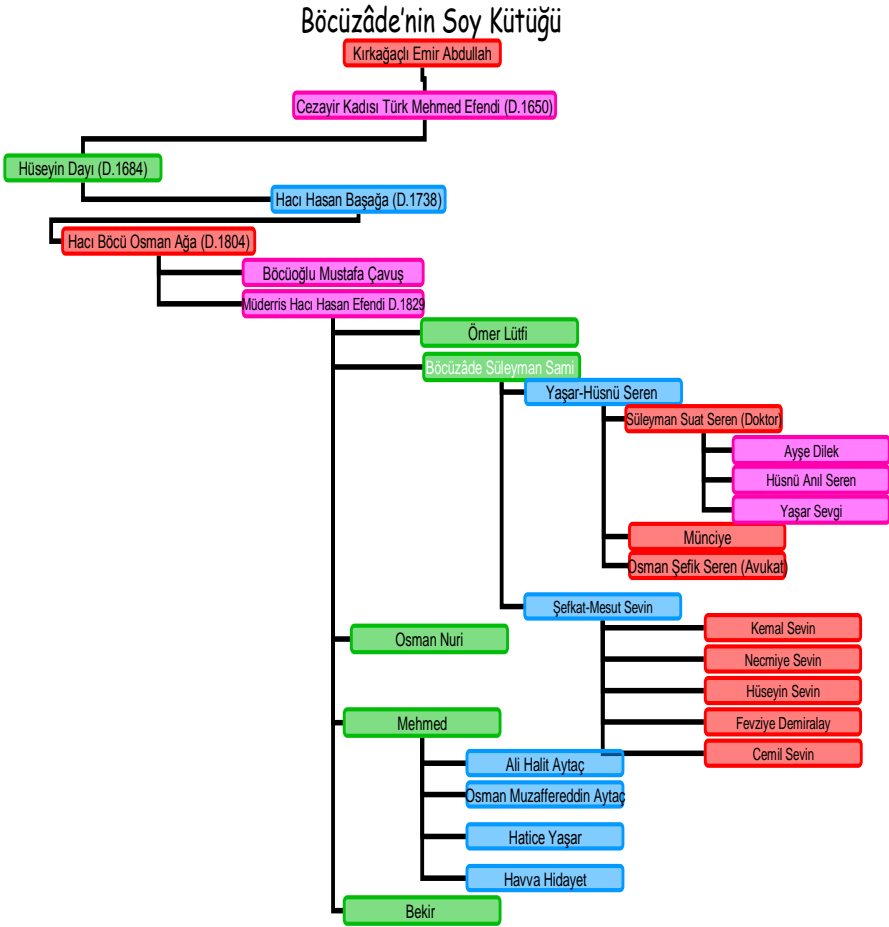 Böcüzâde'nin Soy Kütüğü
Kırkağaçlı Emir Abdullah
Cezayir Kadısı Türk Mehmed Efendi (D.1650)
Hüseyin Dayı (D.1684)
Hacı Hasan Başağa (D.1738)
Hacı Böcü Osman Ağa (D.1804)
Böcüoğlu Mustafa Çavuş
Müderris Hacı Hasan Efendi D.1829
Ömer Lütfi
Böcüzâde Süleyman Sami
Yaşar-Hüsnü Seren
Süleyman Suat Seren (Doktor)
Ayşe Dilek
Hüsnü Anıl Seren
Yaşar Sevgi
Münciye
Osman Şefik Seren (Avukat)
Şefkat-Mesut Sevin
Kemal Sevin
Necmiye Sevin
Hüseyin Sevin
Fevziye Demiralay
Cemil Sevin
Osman Nuri
Mehmed
Ali Halit Aytaç
Osman Muzaffereddin Aytaç
Hatice Yaşar
Havva Hidayet
Bekir